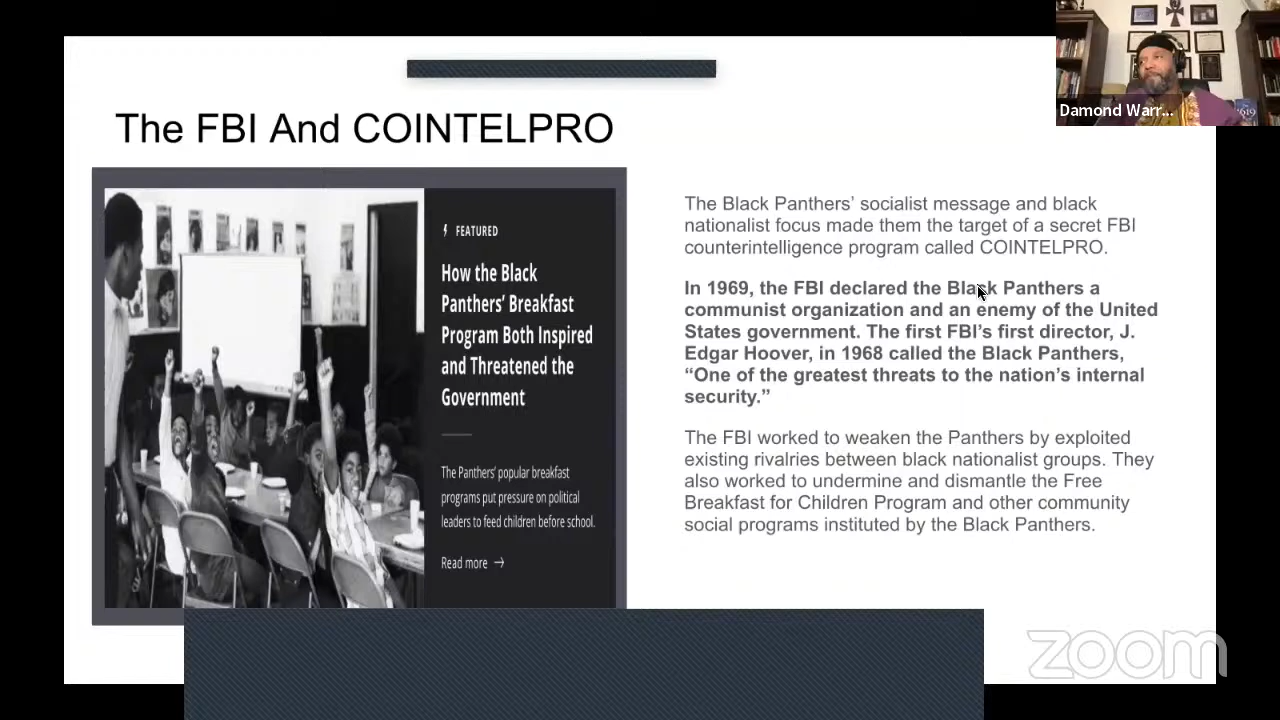 Damond Warr...
The FBI And COINTELPRO
FEATURED
How the Black
Panthers' Breakfast
Program Both Inspired
and Threatened the
Government
The Panthers' popular breakfast
programs put pressure on political
leaders to feed children before school.
Read more →
The Black Panthers' socialist message and black
nationalist focus made them the target of a secret FBI
counterintelligence program called COINTELPRO.
In 1969, the FBI declared the Black Panthers a
communist organization and an enemy of the United
States government. The first FBI's first director, J.
Edgar Hoover, in 1968 called the Black Panthers,
“One of the greatest threats to the nation's internal
security.”
The FBI worked to weaken the Panthers by exploited
existing rivalries between black nationalist groups. They
also worked to undermine and dismantle the Free
Breakfast for Children Program and other community
social programs instituted by the Black Panthers.
zoom